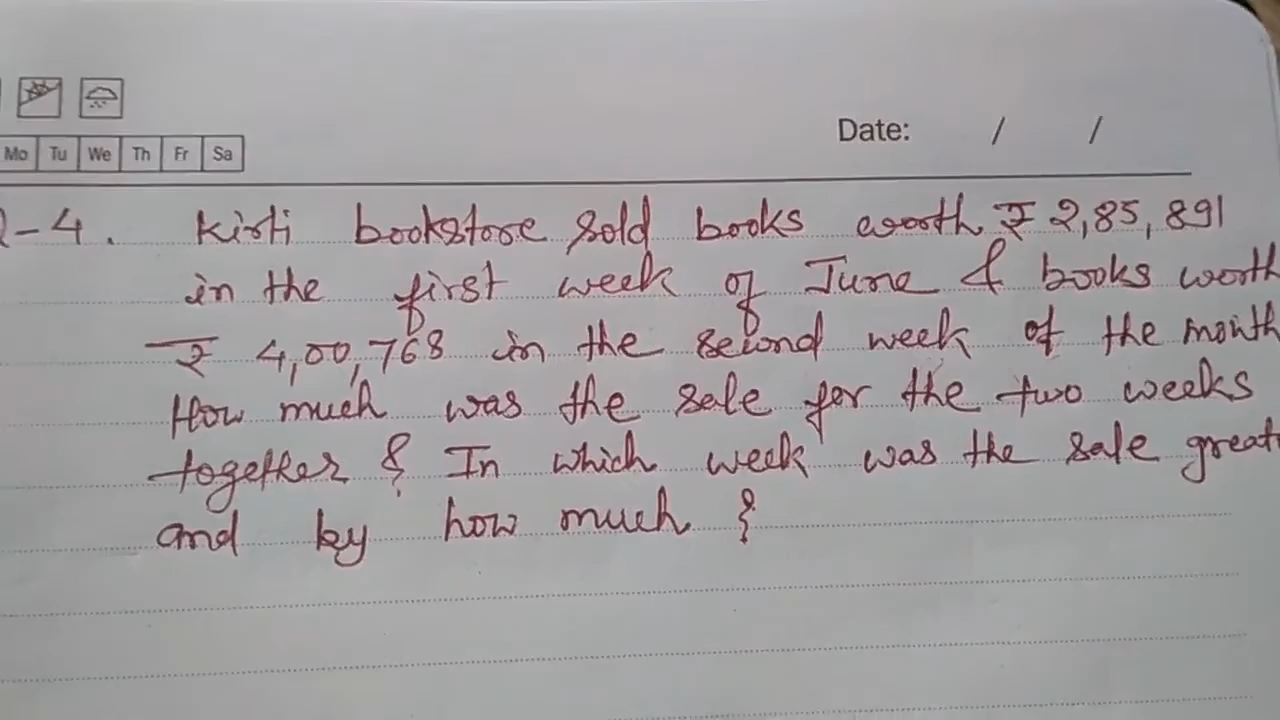 Mo Tu We Th Fr Sa
Date: / /
2-4. Kirti bookstore sold books worth ₹ 2,85,891
in the first week of June & books worth
₹ 4,00,768 in the second week of the month
How much was the sale for the two weeks
together ? In which week was the sale great
and by how much ?